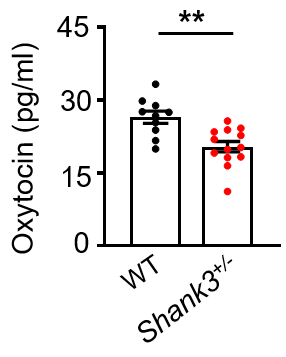 **
Oxytocin (pg/ml)
45
30
15
0
WT
Shank3+/-